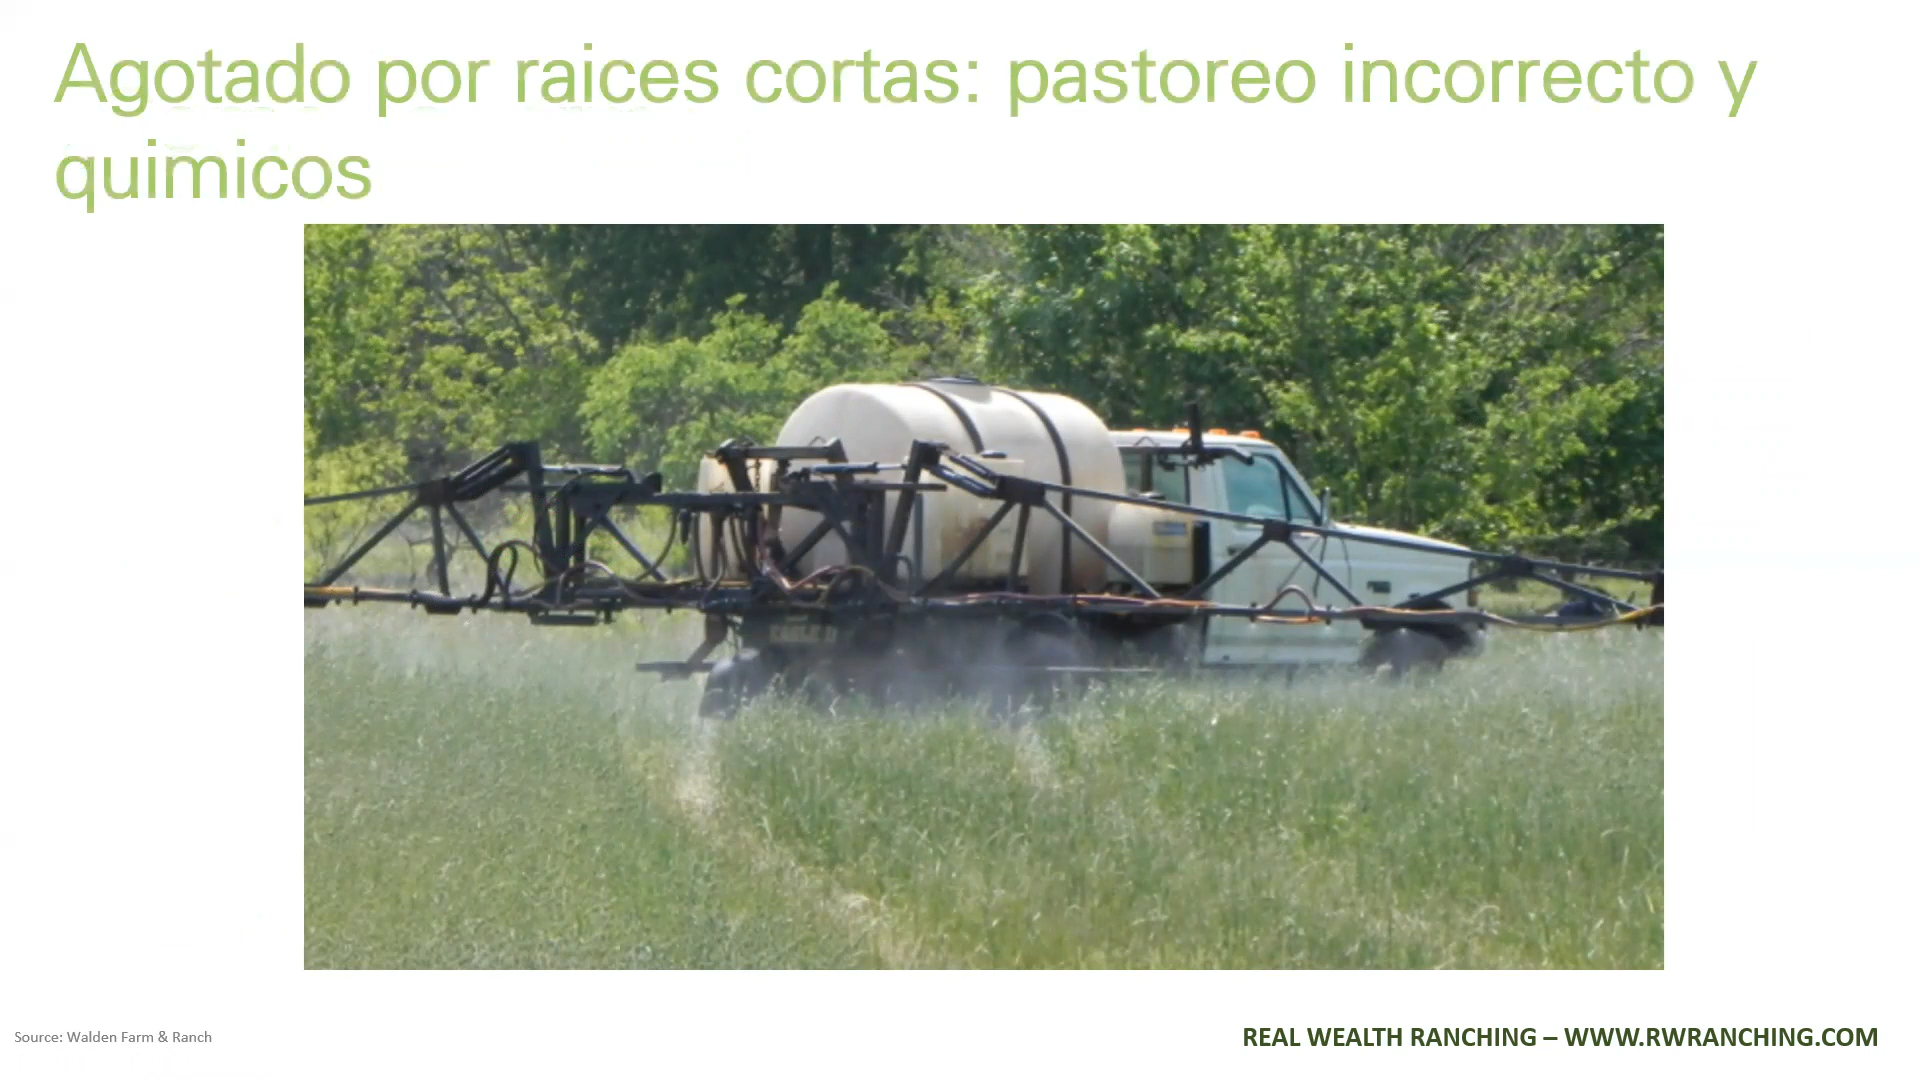 Agotado por raices cortas: pastoreo incorrecto y
quimicos
Source: Walden Farm & Ranch
REAL WEALTH RANCHING – WWW.RWRANCHING.COM